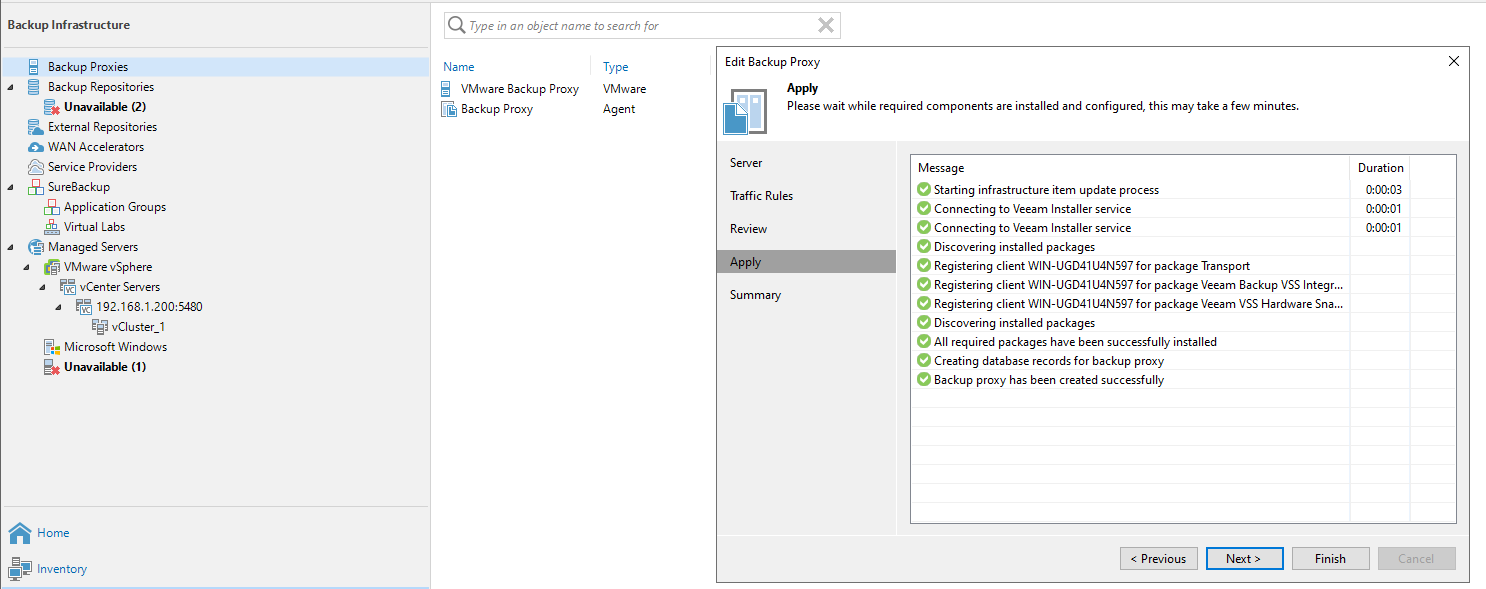 Backup Infrastructure
Backup Proxies
Backup Repositories
Unavailable (2)
External Repositories
WAN Accelerators
Service Providers
SureBackup
Application Groups
Virtual Labs
Managed Servers
VMware vSphere
vCenter Servers
192.168.1.200:5480
vCluster_1
Microsoft Windows
Unavailable (1)
Home
Inventory
Type in an object name to search for
Name Type
VMware Backup Proxy VMware
Backup Proxy Agent
Edit Backup Proxy
Apply
Please wait while required components are installed and configured, this may take a few minutes.
Server
Traffic Rules
Review
Apply
Summary
Message Duration
Starting infrastructure item update process 0:00:03
Connecting to Veeam Installer service 0:00:01
Connecting to Veeam Installer service 0:00:01
Discovering installed packages
Registering client WIN-UGD41U4N597 for package Transport
Registering client WIN-UGD41U4N597 for package Veeam Backup VSS Integr...
Registering client WIN-UGD41U4N597 for package Veeam VSS Hardware Sna...
Discovering installed packages
All required packages have been successfully installed
Creating database records for backup proxy
Backup proxy has been created successfully
< Previous Next > Finish Cancel